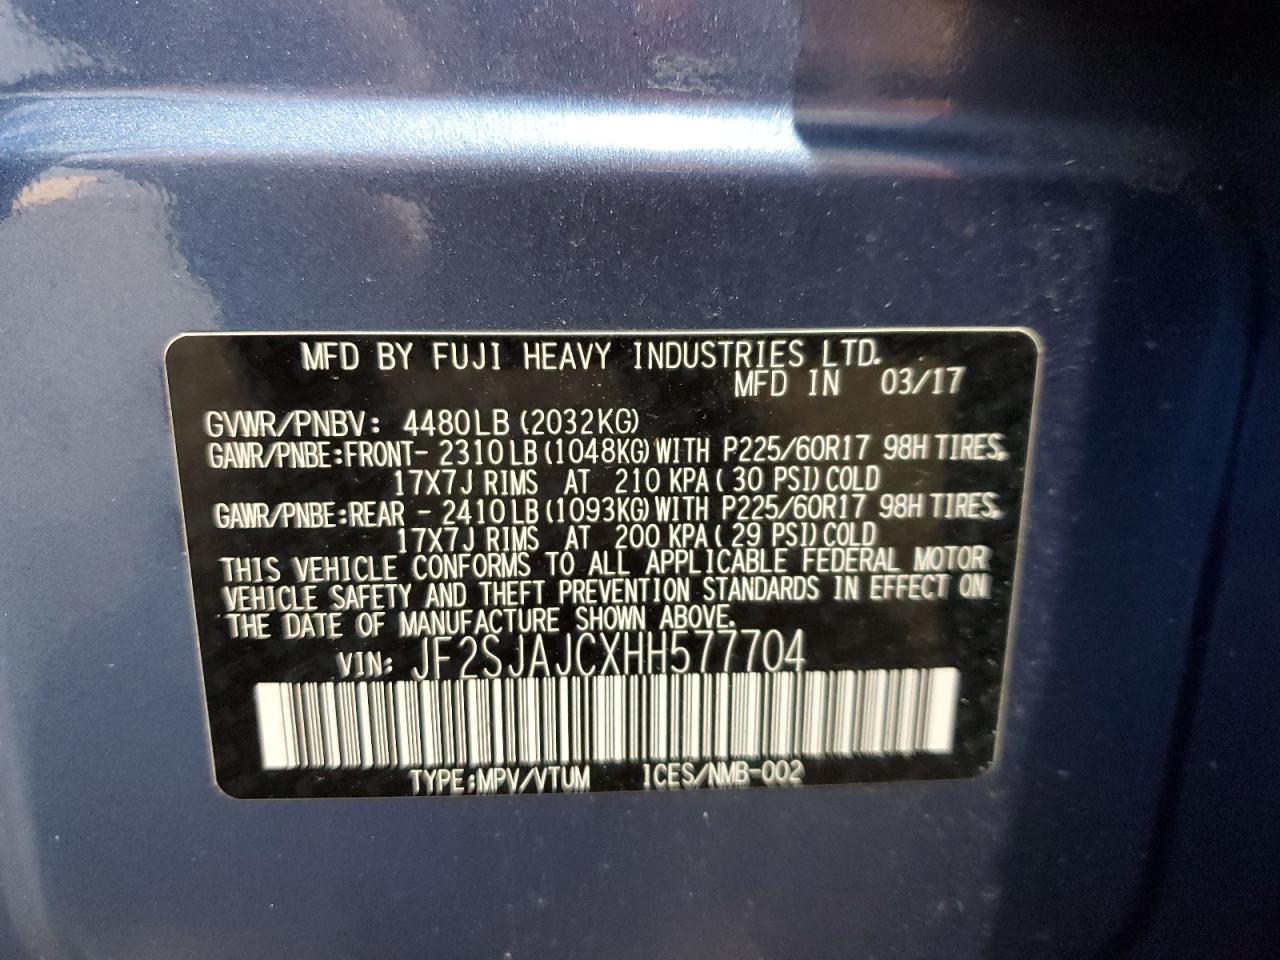 MFD BY FUJI HEAVY INDUSTRIES LTD.
MFD IN 03/17
GVWR/PNBV: 4480LB (2032KG)
GAWR/PNBE:FRONT- 2310LB (1048KG) WITH P225/60R17 98H TIRES,
17X7J RIMS AT 210 KPA ( 30 PSI) COLD
GAWR/PNBE:REAR - 2410LB (1093KG) WITH P225/60R17 98H TIRES,
17X7J RIMS AT 200 KPA ( 29 PSI) COLD
THIS VEHICLE CONFORMS TO ALL APPLICABLE FEDERAL MOTOR
VEHICLE SAFETY AND THEFT PREVENTION STANDARDS IN EFFECT ON
THE DATE OF MANUFACTURE SHOWN ABOVE.
VIN: JF2SJAJCXHH577704
TYPE:MPV/VTUM ICES/NMB-002